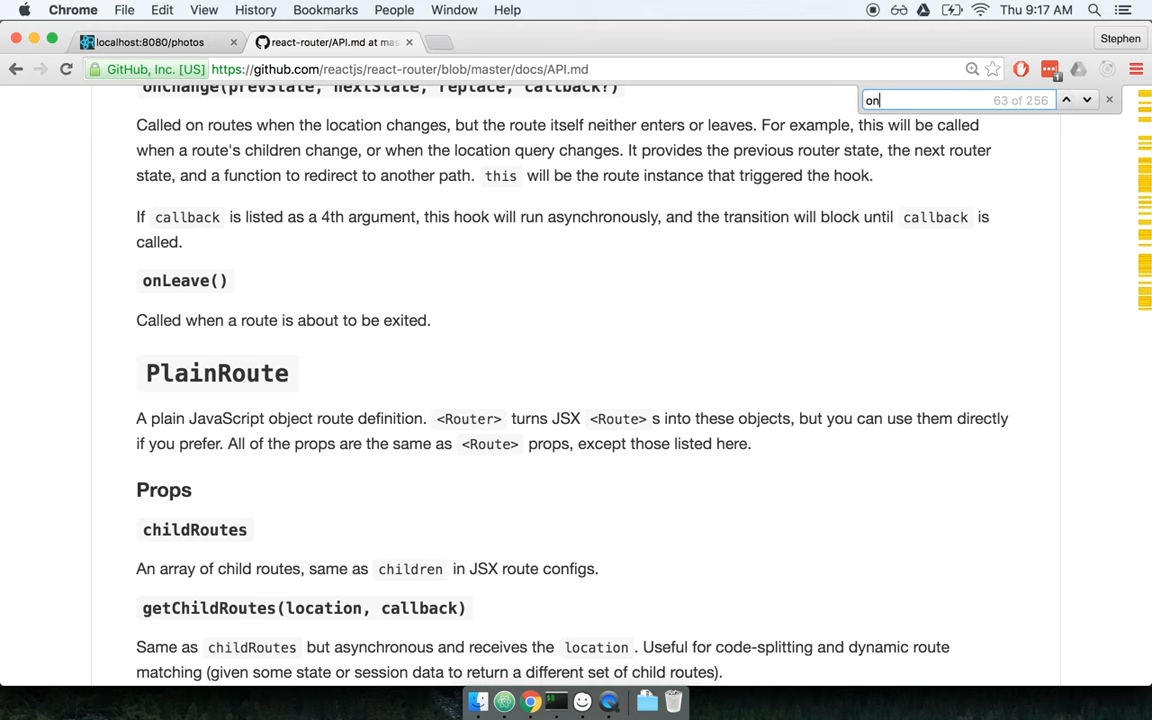 Chrome File Edit View History Bookmarks People Window Help Thu 9:17 AM
localhost:8080/photos react-router/API.md at mas Stephen
GitHub, Inc. [US] https://github.com/reactjs/react-router/blob/master/docs/API.md
on 63 of 256
onChange(prevState, nextState, replace, callback?)
Called on routes when the location changes, but the route itself neither enters or leaves. For example, this will be called
when a route's children change, or when the location query changes. It provides the previous router state, the next router
state, and a function to redirect to another path. this will be the route instance that triggered the hook.
If callback is listed as a 4th argument, this hook will run asynchronously, and the transition will block until callback is
called.
onLeave()
Called when a route is about to be exited.
PlainRoute
A plain JavaScript object route definition. <Router> turns JSX <Route> s into these objects, but you can use them directly
if you prefer. All of the props are the same as <Route> props, except those listed here.
Props
childRoutes
An array of child routes, same as children in JSX route configs.
getChildRoutes(location, callback)
Same as childRoutes but asynchronous and receives the location . Useful for code-splitting and dynamic route
matching (given some state or session data to return a different set of child routes).